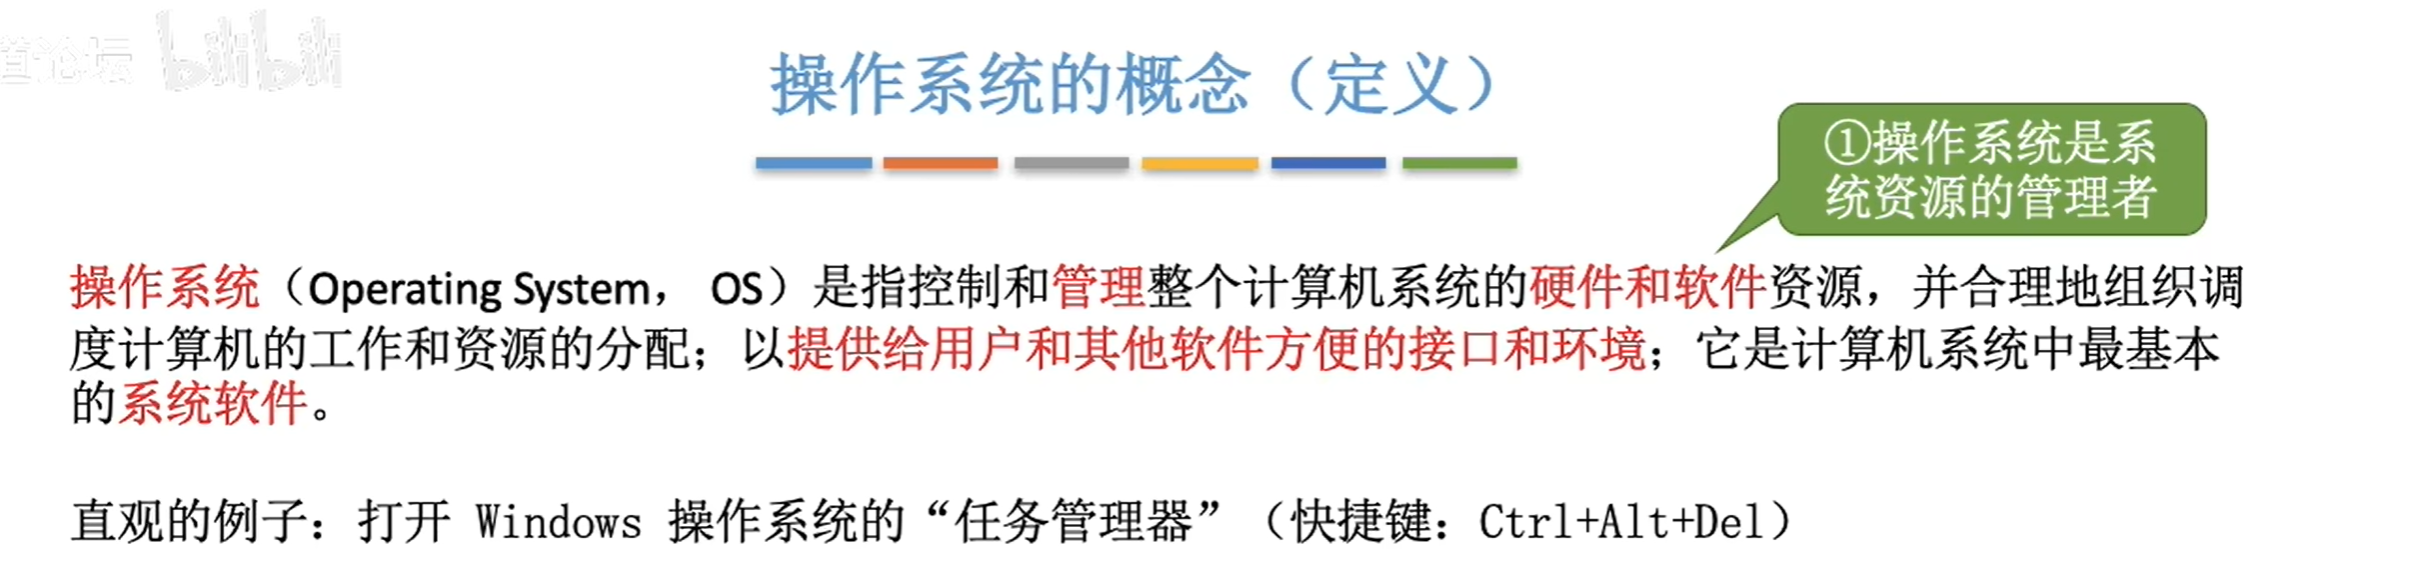 道论坛 bilibili
操作系统的概念（定义）
①操作系统是系
统资源的管理者
操作系统（Operating System， OS）是指控制和管理整个计算机系统的硬件和软件资源，并合理地组织调
度计算机的工作和资源的分配；以提供给用户和其他软件方便的接口和环境；它是计算机系统中最基本
的系统软件。
直观的例子：打开 Windows 操作系统的“任务管理器”（快捷键：Ctrl+Alt+Del）